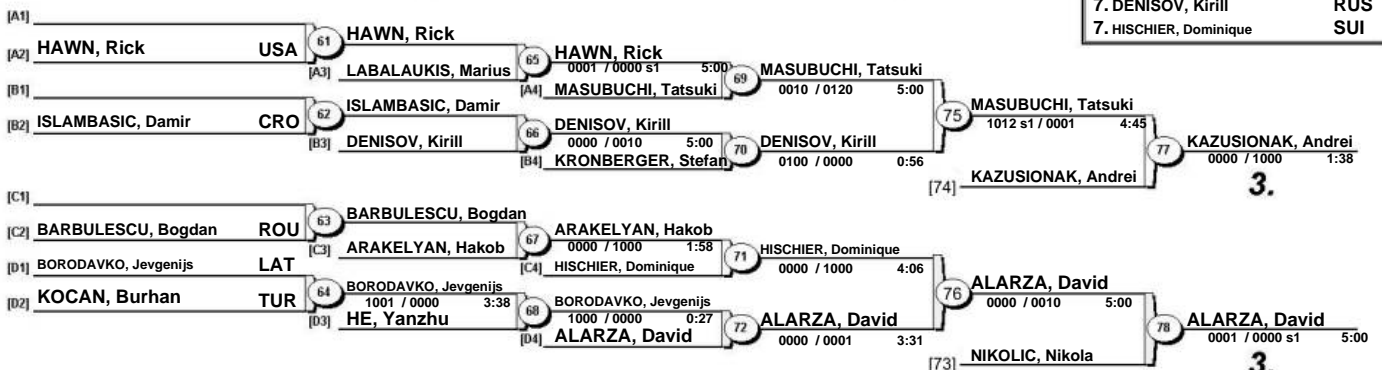 7. DENISOV, Kirill RUS
7. HISCHIER, Dominique SUI
[A1]
[A2] HAWN, Rick USA
61
HAWN, Rick
[A3] LABALAUKIS, Marius
65
HAWN, Rick
0001 / 0000 s1 5:00
[A4] MASUBUCHI, Tatsuki
69
MASUBUCHI, Tatsuki
0010 / 0120 5:00
[B1]
[B2] ISLAMBASIC, Damir CRO
62
ISLAMBASIC, Damir
[B3] DENISOV, Kirill
66
DENISOV, Kirill
0000 / 0010 5:00
[B4] KRONBERGER, Stefan
70
DENISOV, Kirill
0100 / 0000 0:56
75
MASUBUCHI, Tatsuki
1012 s1 / 0001 4:45
[74] KAZUSIONAK, Andrei
77
KAZUSIONAK, Andrei
0000 / 1000 1:38
3.
[C1]
[C2] BARBULESCU, Bogdan ROU
63
BARBULESCU, Bogdan
[C3] ARAKELYAN, Hakob
67
ARAKELYAN, Hakob
0000 / 1000 1:58
[C4] HISCHIER, Dominique
71
HISCHIER, Dominique
0000 / 1000 4:06
[D1] BORODAVKO, Jevgenijs LAT
[D2] KOCAN, Burhan TUR
64
BORODAVKO, Jevgenijs
1001 / 0000 3:38
[D3] HE, Yanzhu
68
BORODAVKO, Jevgenijs
1000 / 0000 0:27
[D4] ALARZA, David
72
ALARZA, David
0000 / 0001 3:31
76
ALARZA, David
0000 / 0010 5:00
[73] NIKOLIC, Nikola
78
ALARZA, David
0001 / 0000 s1 5:00
3.